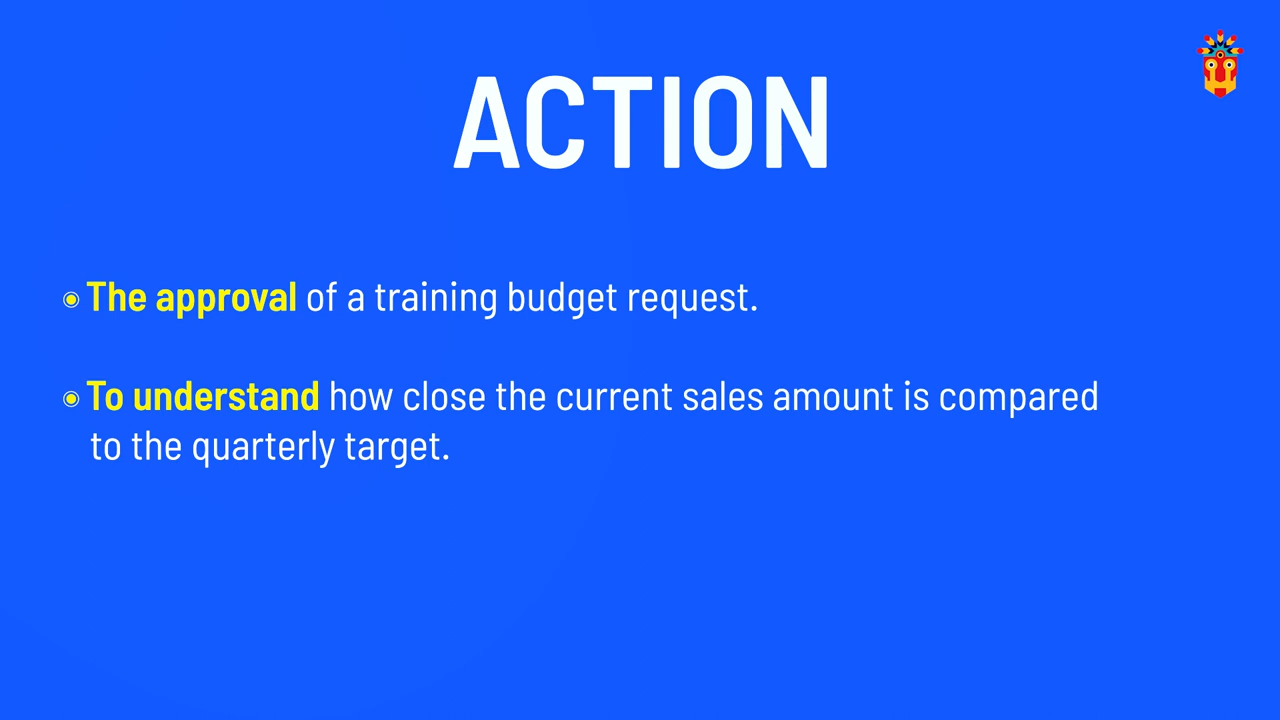 ACTION
The approval of a training budget request.
To understand how close the current sales amount is compared
to the quarterly target.